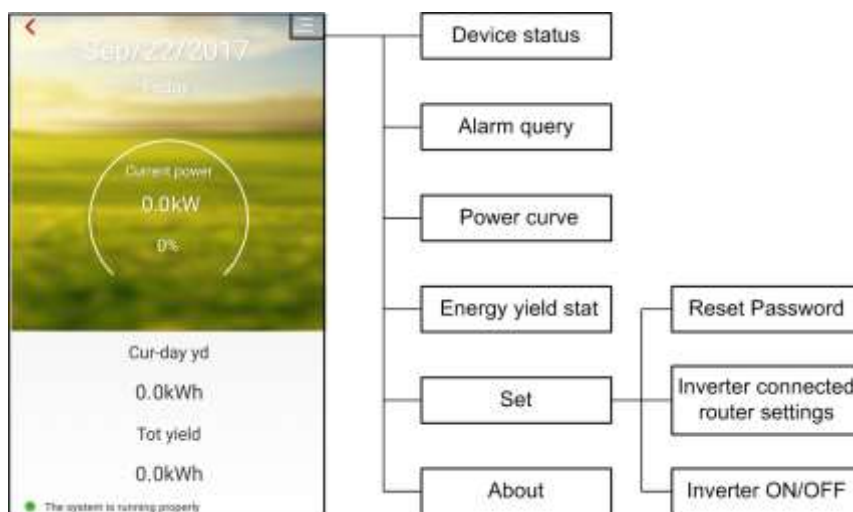 Sep/22/2017
Today
Current power
0.0kW
0%
Cur-day yd
0.0kWh
Tot yield
0.0kWh
The system is running properly
Device status
Alarm query
Power curve
Energy yield stat
Set
About
Reset Password
Inverter connected
router settings
Inverter ON/OFF